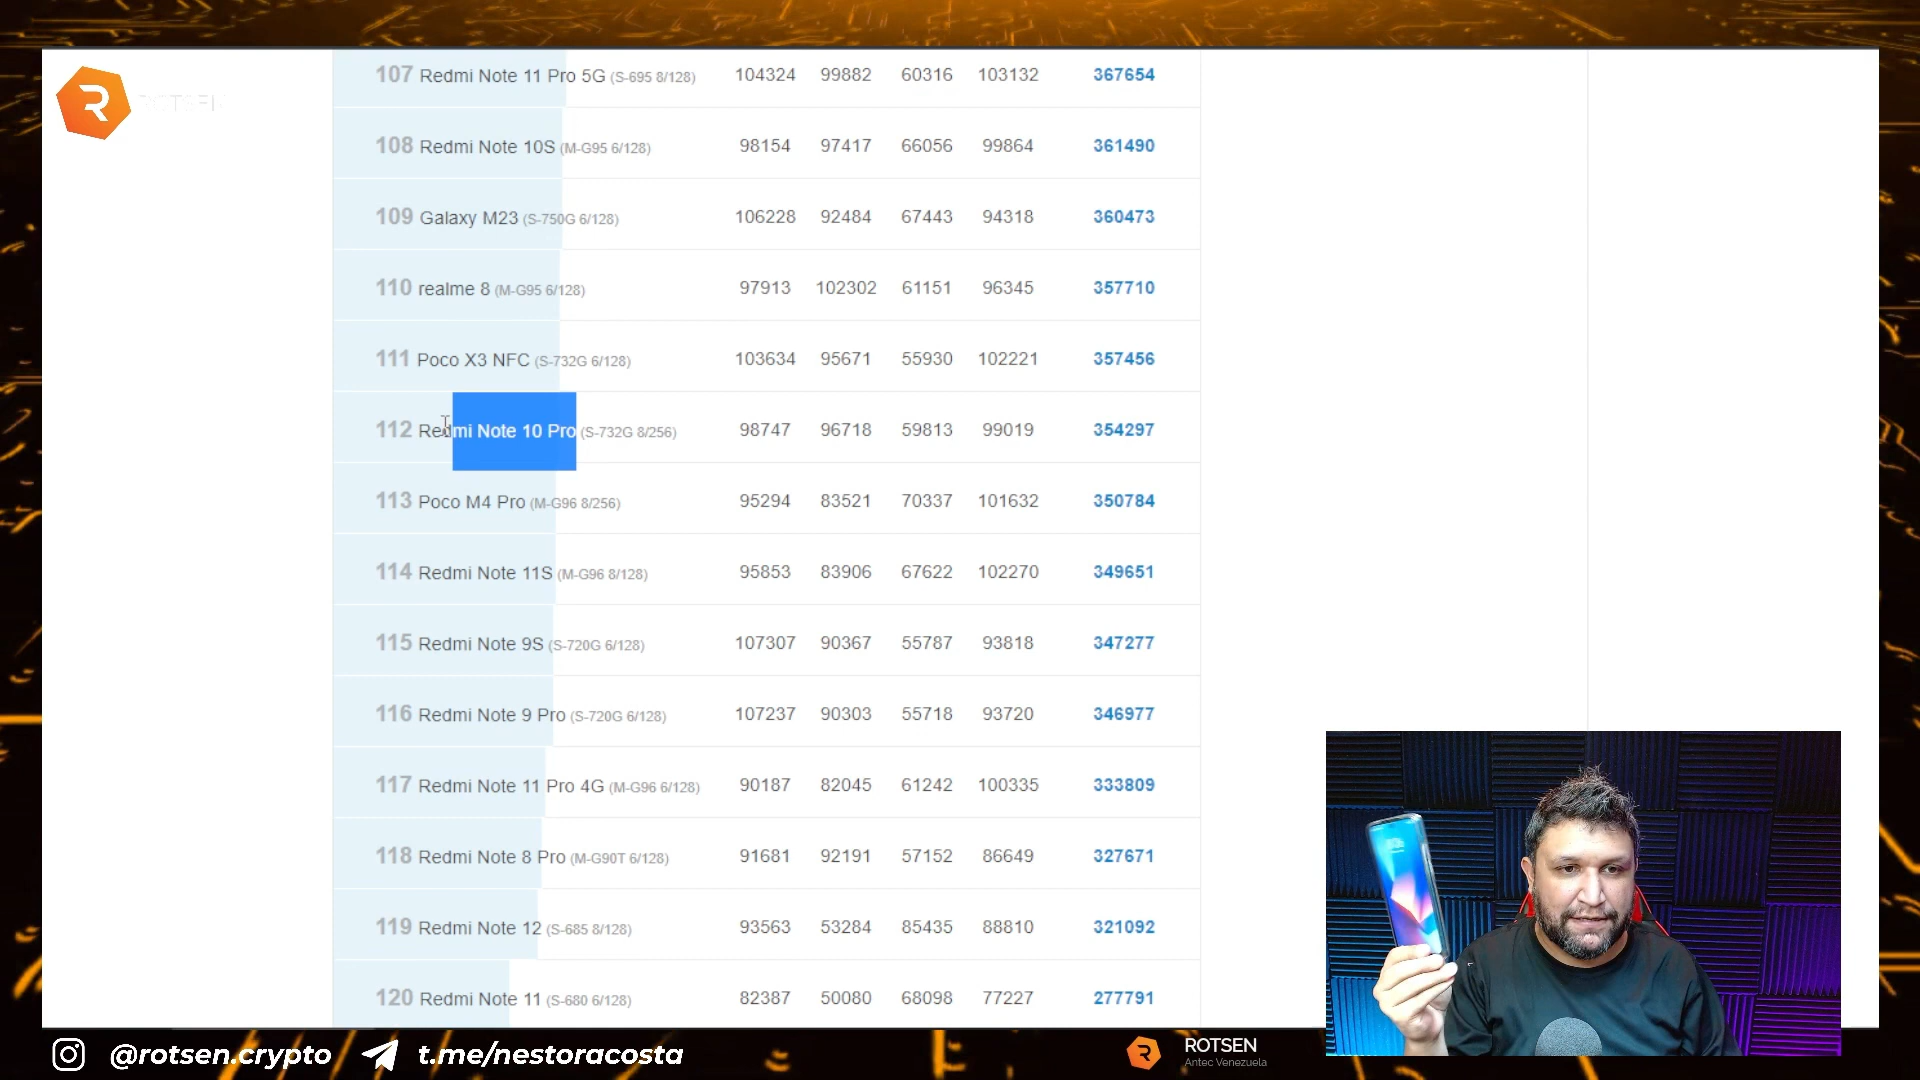 R
107 Redmi Note 11 Pro 5G (S-695 8/128) 104324 99882 60316 103132 367654
108 Redmi Note 10S (M-G95 6/128) 98154 97417 66056 99864 361490
109 Galaxy M23 (S-750G 6/128) 106228 92484 67443 94318 360473
110 realme 8 (M-G95 6/128) 97913 102302 61151 96345 357710
111 Poco X3 NFC (S-732G 6/128) 103634 95671 55930 102221 357456
112 Redmi Note 10 Pro (S-732G 8/256) 98747 96718 59813 99019 354297
113 Poco M4 Pro (M-G96 8/256) 95294 83521 70337 101632 350784
114 Redmi Note 11S (M-G96 8/128) 95853 83906 67622 102270 349651
115 Redmi Note 9S (S-720G 6/128) 107307 90367 55787 93818 347277
116 Redmi Note 9 Pro (S-720G 6/128) 107237 90303 55718 93720 346977
117 Redmi Note 11 Pro 4G (M-G96 6/128) 90187 82045 61242 100335 333809
118 Redmi Note 8 Pro (M-G90T 6/128) 91681 92191 57152 86649 327671
119 Redmi Note 12 (S-685 8/128) 93563 53284 85435 88810 321092
120 Redmi Note 11 (S-680 6/128) 82387 50080 68098 77227 277791
@rotsen.crypto t.me/nestoracosta
R ROTSEN
Antec Venezuela